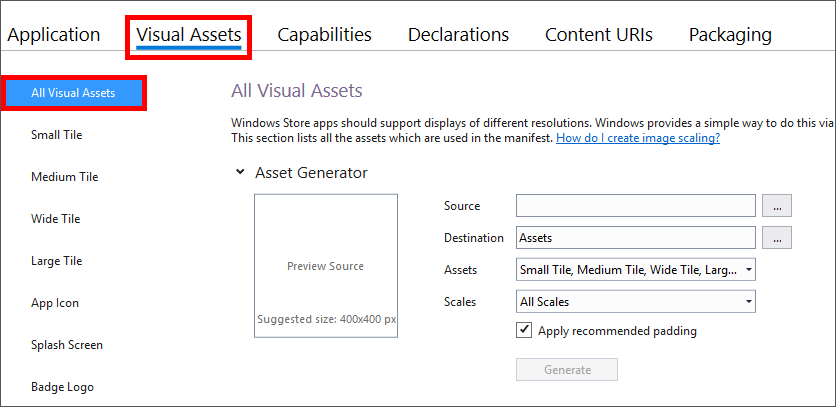 Application Visual Assets Capabilities Declarations Content URIs Packaging
All Visual Assets
Small Tile
Medium Tile
Wide Tile
Large Tile
App Icon
Splash Screen
Badge Logo
All Visual Assets
Windows Store apps should support displays of different resolutions. Windows provides a simple way to do this via
This section lists all the assets which are used in the manifest. How do I create image scaling?
Asset Generator
Preview Source
Suggested size: 400x400 px
Source ...
Destination Assets ...
Assets Small Tile, Medium Tile, Wide Tile, Larg...
Scales All Scales
Apply recommended padding
Generate